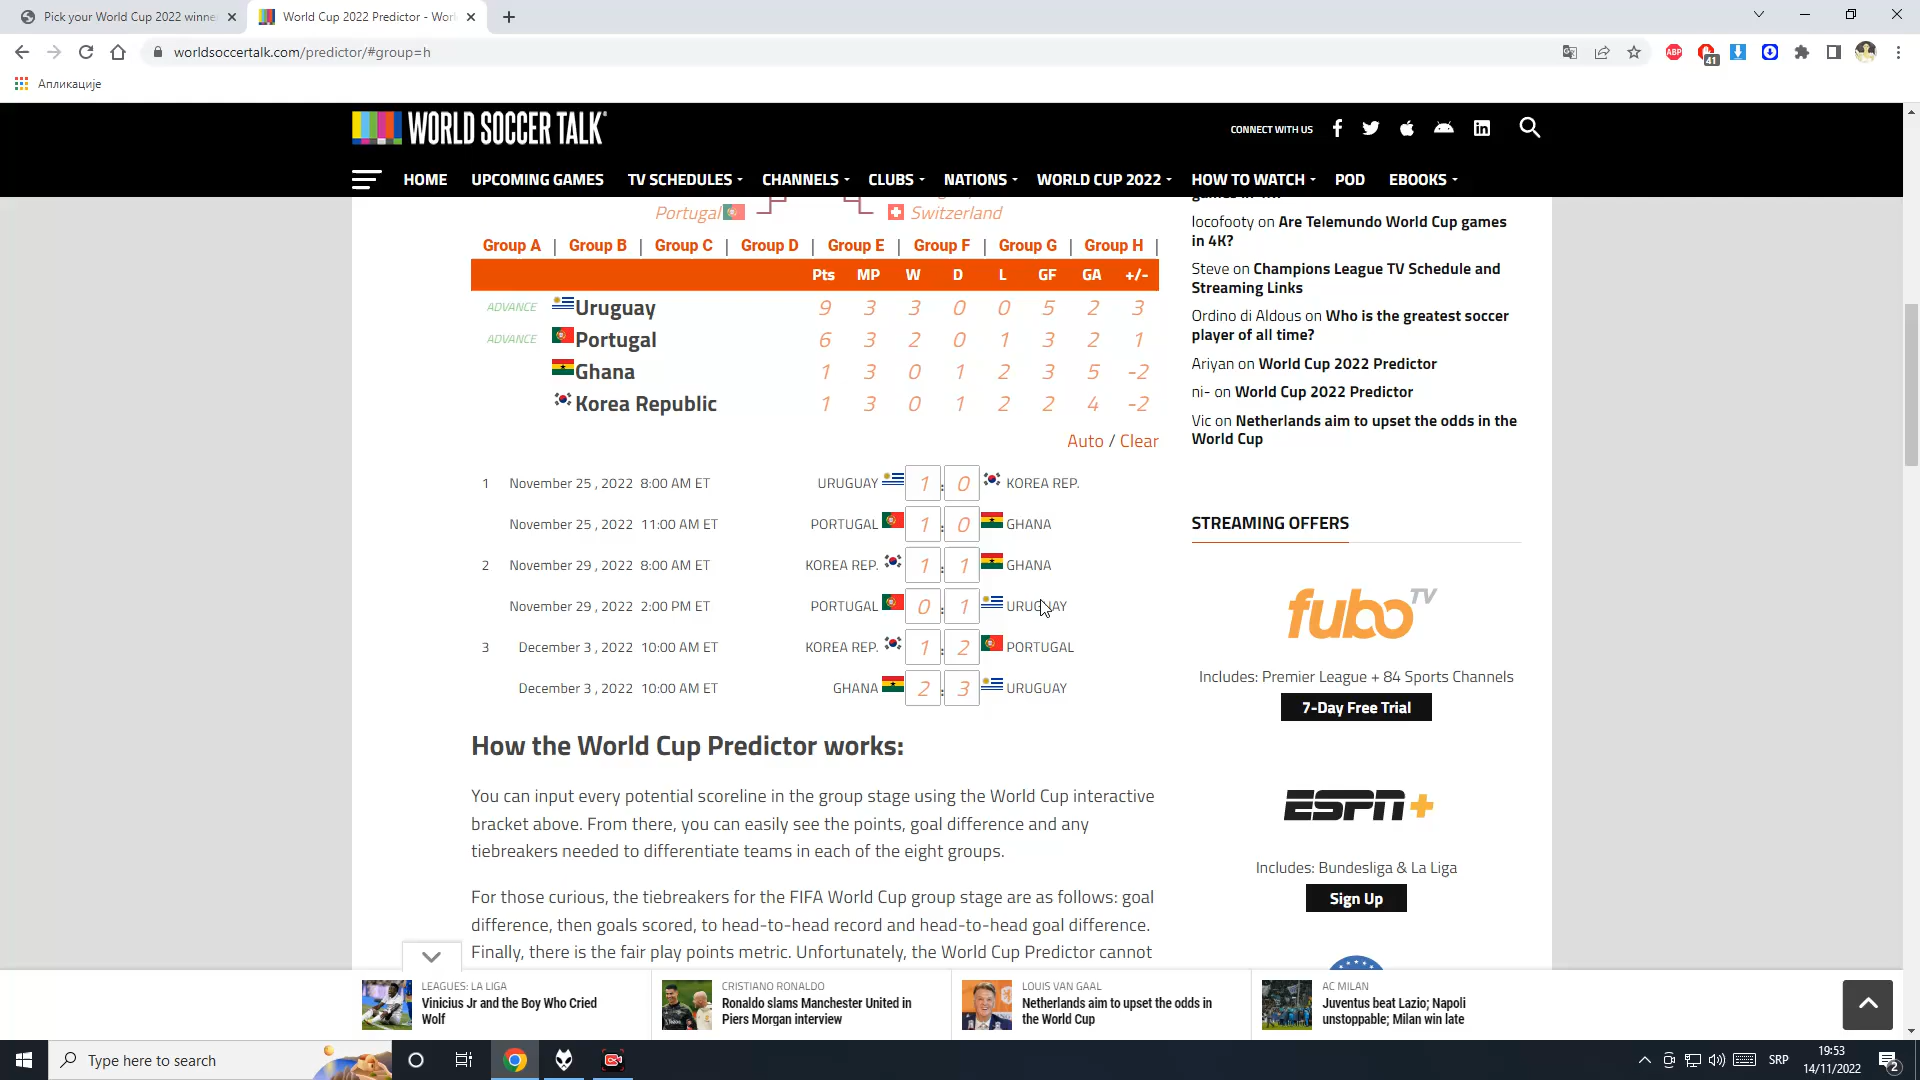 Pick your World Cup 2022 winne
World Cup 2022 Predictor - Worl
worldsoccertalk.com/predictor/#group=h
ABP
41
Апликације
WORLD SOCCER TALK
CONNECT WITH US
HOME
UPCOMING GAMES
TV SCHEDULES
CHANNELS
CLUBS
NATIONS
WORLD CUP 2022
HOW TO WATCH
POD
EBOOKS
Portugal
Switzerland
Group A | Group B | Group C | Group D | Group E | Group F | Group G | Group H |
Pts MP W D L GF GA +/-
ADVANCE Uruguay 9 3 3 0 0 5 2 3
ADVANCE Portugal 6 3 2 0 1 3 2 1
Ghana 1 3 0 1 2 3 5 -2
Korea Republic 1 3 0 1 2 2 4 -2
Auto / Clear
1 November 25 , 2022 8:00 AM ET URUGUAY 1 : 0 KOREA REP.
November 25 , 2022 11:00 AM ET PORTUGAL 1 : 0 GHANA
2 November 29 , 2022 8:00 AM ET KOREA REP. 1 : 1 GHANA
November 29 , 2022 2:00 PM ET PORTUGAL 0 : 1 URUGUAY
3 December 3 , 2022 10:00 AM ET KOREA REP. 1 : 2 PORTUGAL
December 3 , 2022 10:00 AM ET GHANA 2 : 3 URUGUAY
How the World Cup Predictor works:
You can input every potential scoreline in the group stage using the World Cup interactive
bracket above. From there, you can easily see the points, goal difference and any
tiebreakers needed to differentiate teams in each of the eight groups.
For those curious, the tiebreakers for the FIFA World Cup group stage are as follows: goal
difference, then goals scored, to head-to-head record and head-to-head goal difference.
Finally, there is the fair play points metric. Unfortunately, the World Cup Predictor cannot
games in 4K?
locofooty on Are Telemundo World Cup games
in 4K?
Steve on Champions League TV Schedule and
Streaming Links
Ordino di Aldous on Who is the greatest soccer
player of all time?
Ariyan on World Cup 2022 Predictor
ni- on World Cup 2022 Predictor
Vic on Netherlands aim to upset the odds in the
World Cup
STREAMING OFFERS
fubo TV
Includes: Premier League + 84 Sports Channels
7-Day Free Trial
ESPN+
Includes: Bundesliga & La Liga
Sign Up
LEAGUES: LA LIGA
Vinicius Jr and the Boy Who Cried
Wolf
CRISTIANO RONALDO
Ronaldo slams Manchester United in
Piers Morgan interview
LOUIS VAN GAAL
Netherlands aim to upset the odds in
the World Cup
AC MILAN
Juventus beat Lazio; Napoli
unstoppable; Milan win late
Type here to search
SRP
19:53
14/11/2022
2